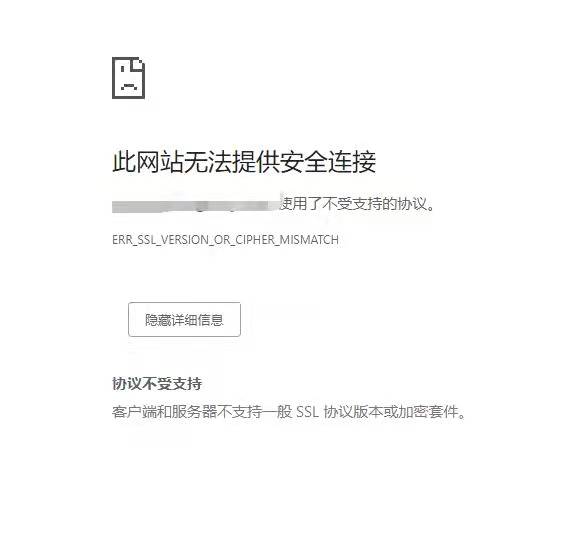 此网站无法提供安全连接
使用了不受支持的协议。
ERR_SSL_VERSION_OR_CIPHER_MISMATCH
隐藏详细信息
协议不受支持
客户端和服务器不支持一般 SSL 协议版本或加密套件。